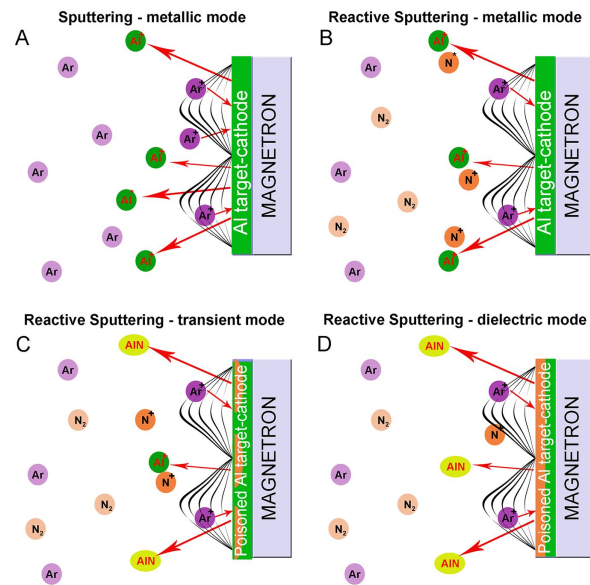 Sputtering - metallic mode
A
Al+
Ar
Ar+
Ar
Ar+
Al+
Ar
Al+
Ar+
Ar
Al+
Ar
Al target-cathode
MAGNETRON
Reactive Sputtering - metallic mode
B
Al+
N*
Ar
Ar+
N2
Al+
Ar
N+
N2
Ar+
N2
N+
Al+
Ar
Al target-cathode
MAGNETRON
Reactive Sputtering - transient mode
C
AlN
Ar
Ar+
N2
N+
Al+
Ar
N+
N2
Ar+
N2
AlN
Ar
Poisoned Al target-cathode
MAGNETRON
Reactive Sputtering - dielectric mode
D
AlN
Ar
Ar+
N2
N+
AlN
Ar
N2
Ar+
N2
AlN
Ar
Poisoned Al target-cathode
MAGNETRON